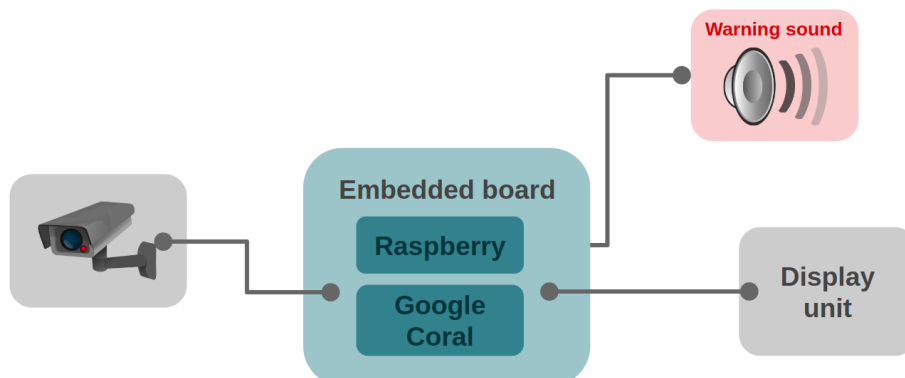 Warning sound
Embedded board
Raspberry
Google
Coral
Display
unit